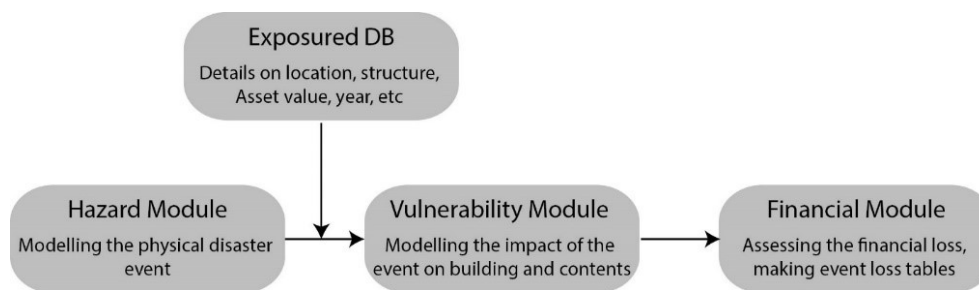 Exposured DB
Details on location, structure,
Asset value, year, etc
Hazard Module
Modelling the physical disaster
event
Vulnerability Module
Modelling the impact of the
event on building and contents
Financial Module
Assessing the financial loss,
making event loss tables